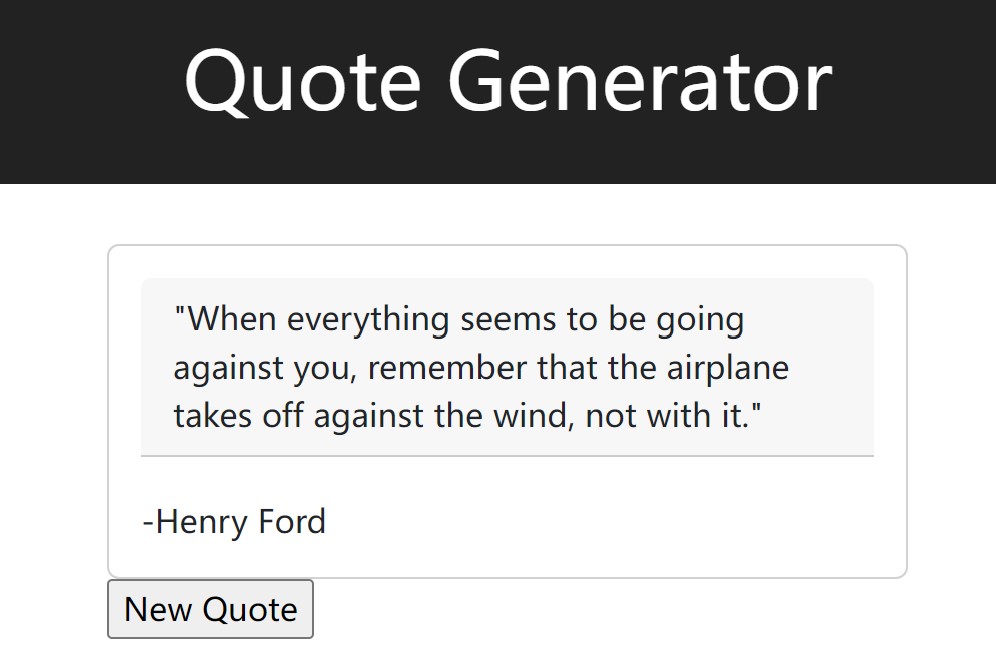 Quote Generator
"When everything seems to be going
against you, remember that the airplane
takes off against the wind, not with it."
-Henry Ford
New Quote